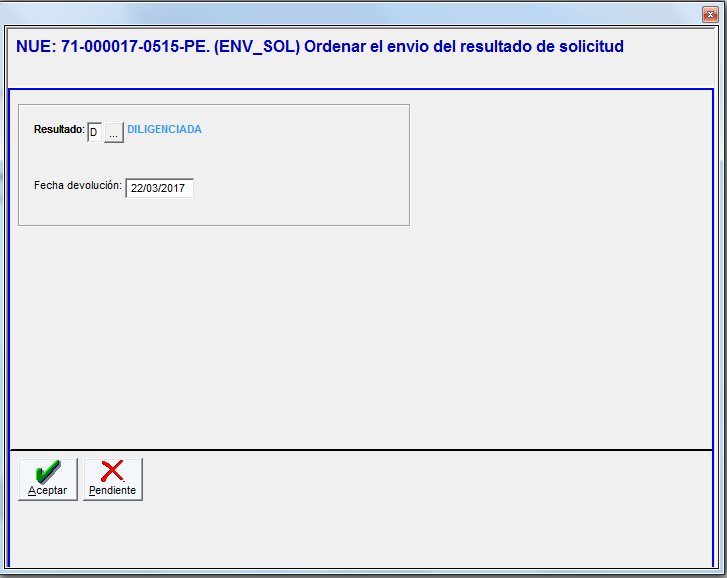 NUE: 71-000017-0515-PE. (ENV_SOL) Ordenar el envio del resultado de solicitud
Resultado: D ... DILIGENCIADA
Fecha devolución: 22/03/2017
Aceptar Pendiente